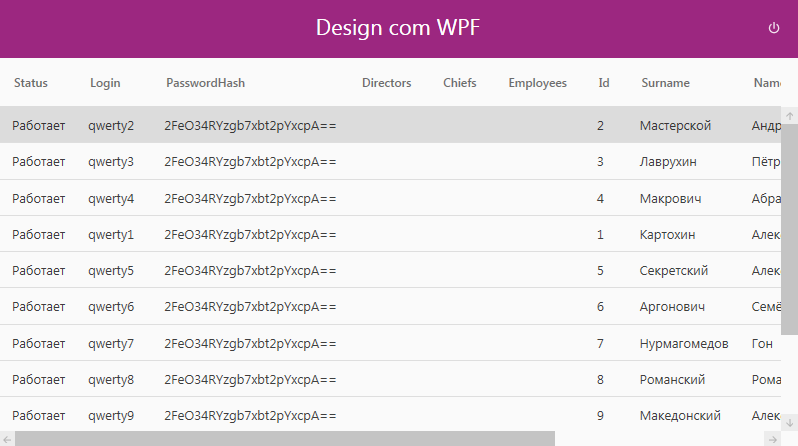 Design com WPF
Status Login PasswordHash Directors Chiefs Employees Id Surname Name
Работает qwerty2 2FeO34RYzgb7xbt2pYxcpA== 2 Мастерской Андр
Работает qwerty3 2FeO34RYzgb7xbt2pYxcpA== 3 Лаврухин Пётр
Работает qwerty4 2FeO34RYzgb7xbt2pYxcpA== 4 Макрович Абра
Работает qwerty1 2FeO34RYzgb7xbt2pYxcpA== 1 Картохин Алек
Работает qwerty5 2FeO34RYzgb7xbt2pYxcpA== 5 Секретский Алек
Работает qwerty6 2FeO34RYzgb7xbt2pYxcpA== 6 Аргонович Семё
Работает qwerty7 2FeO34RYzgb7xbt2pYxcpA== 7 Нурмагомедов Гон
Работает qwerty8 2FeO34RYzgb7xbt2pYxcpA== 8 Романский Рома
Работает qwerty9 2FeO34RYzgb7xbt2pYxcpA== 9 Македонский Алек